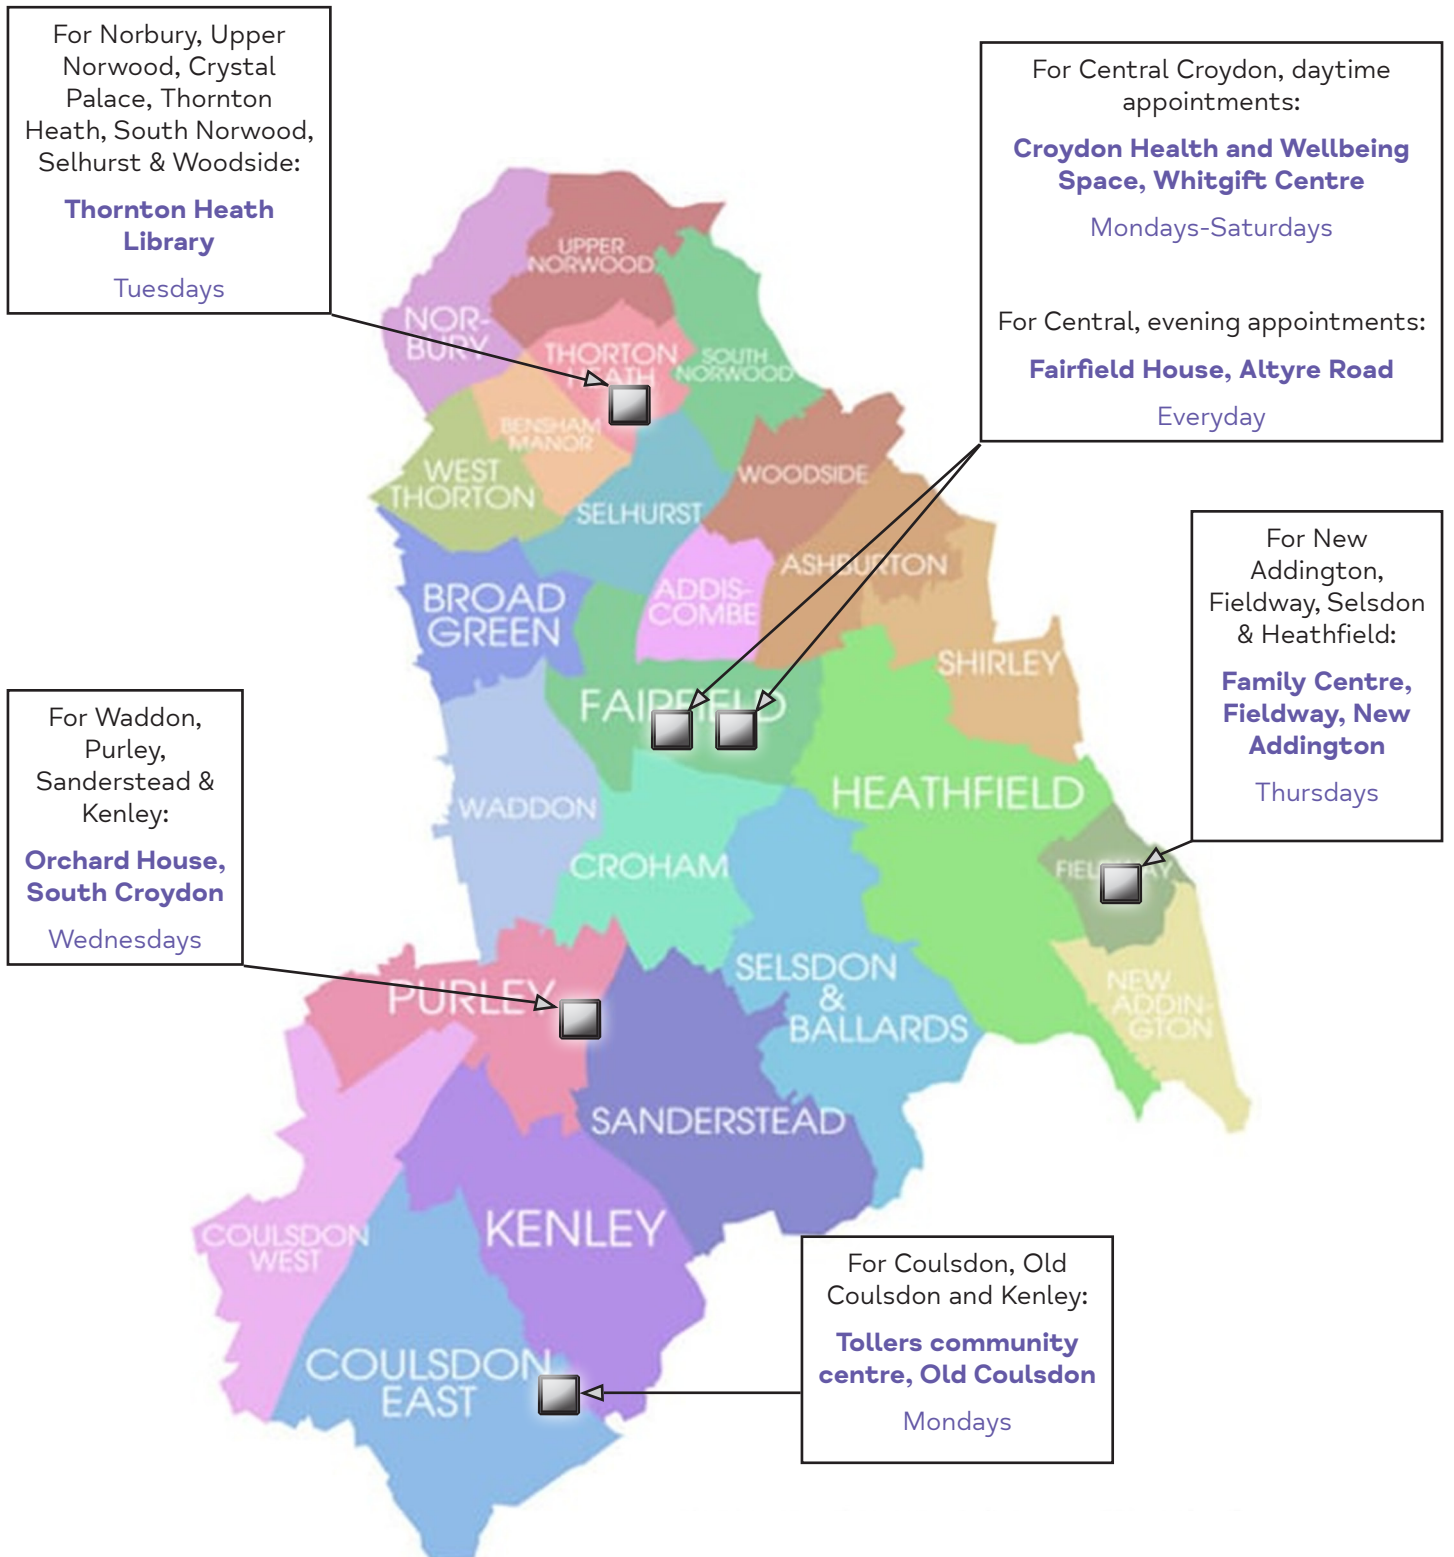 For Norbury, Upper
Norwood, Crystal
Palace, Thornton
Heath, South Norwood,
Selhurst & Woodside:
Thornton Heath
Library
Tuesdays
For Central Croydon, daytime
appointments:
Croydon Health and Wellbeing
Space, Whitgift Centre
Mondays-Saturdays
For Central, evening appointments:
Fairfield House, Altyre Road
Everyday
For New
Addington,
Fieldway, Selsdon
& Heathfield:
Family Centre,
Fieldway, New
Addington
Thursdays
For Waddon,
Purley,
Sanderstead &
Kenley:
Orchard House,
South Croydon
Wednesdays
For Coulsdon, Old
Coulsdon and Kenley:
Tollers community
centre, Old Coulsdon
Mondays
UPPER
NORWOOD
NOR-
BURY
THORTON
HEATH
SOUTH
NORWOOD
BENSHAM
MANOR
WEST
THORTON
WOODSIDE
SELHURST
ASHBURTON
ADDIS-
COMBE
BROAD
GREEN
SHIRLEY
FAIRFIELD
HEATHFIELD
WADDON
CROHAM
FIELDWAY
SELSDON
&
BALLARDS
NEW
ADDIN-
GTON
PURLEY
SANDERSTEAD
KENLEY
COULSDON
WEST
COULSDON
EAST